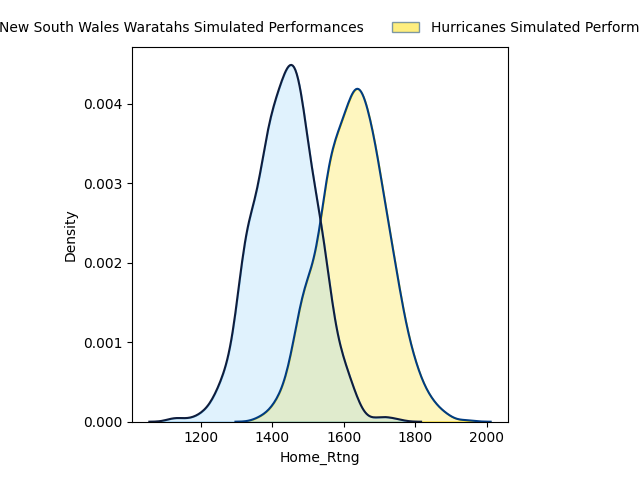 New South Wales Waratahs Simulated Performances
Hurricanes Simulated Perform
0.004
0.003
0.002
0.001
0.000
Density
1200 1400 1600 1800 2000
Home_Rtng